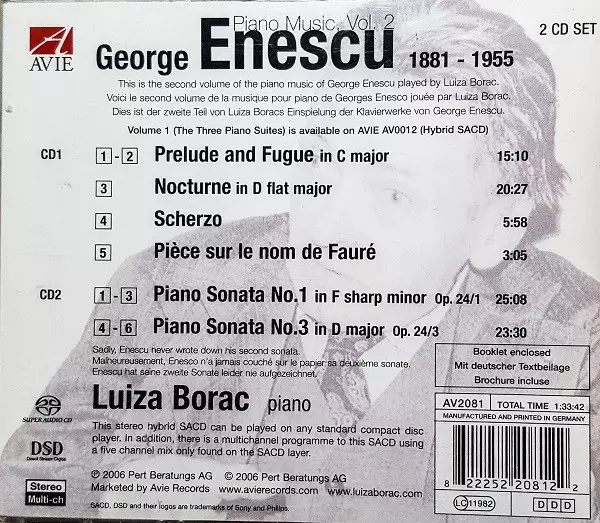 Piano Music, Vol. 2
AVIE
George Enescu 1881 - 1955
2 CD SET
This is the second volume of the piano music of George Enescu played by Luiza Borac.
Voici le second volume de la musique pour piano de Georges Enesco jouée par Luiza Borac.
Dies ist der zweite Teil von Luiza Boracs Einspielung der Klavierwerke von George Enescu.
Volume 1 (The Three Piano Suites) is available on AVIE AV0012 (Hybrid SACD)
CD1 1 - 2 Prelude and Fugue in C major 15:10
3 Nocturne in D flat major 20:27
4 Scherzo 5:58
5 Pièce sur le nom de Fauré 3:05
CD2 1 - 3 Piano Sonata No.1 in F sharp minor Op. 24/1 25:08
4 - 6 Piano Sonata No.3 in D major Op. 24/3 23:30
Sadly, Enescu never wrote down his second sonata.
Malheureusement, Enesco n'a jamais couché sur le papier sa deuxième sonate.
Enescu hat seine zweite Sonate leider nie aufgezeichnet.
Booklet enclosed
Mit deutscher Textbeilage
Brochure incluse
Luiza Borac piano
AV2081 TOTAL TIME 1:33:42
MANUFACTURED AND PRINTED IN GERMANY
SUPER AUDIO CD
This stereo hybrid SACD can be played on any standard compact disc
player. In addition, there is a multichannel programme to this SACD using
a five channel mix only found on the SACD layer.
DSD
Direct Stream Digital
℗ 2006 Pert Beratungs AG © 2006 Pert Beratungs AG
Marketed by Avie Records www.avierecords.com www.luizaborac.com
Stereo
Multi-ch
SACD, DSD and their logos are trademarks of Sony and Philips.
8 22252 20812 2
LC 11982
D D D